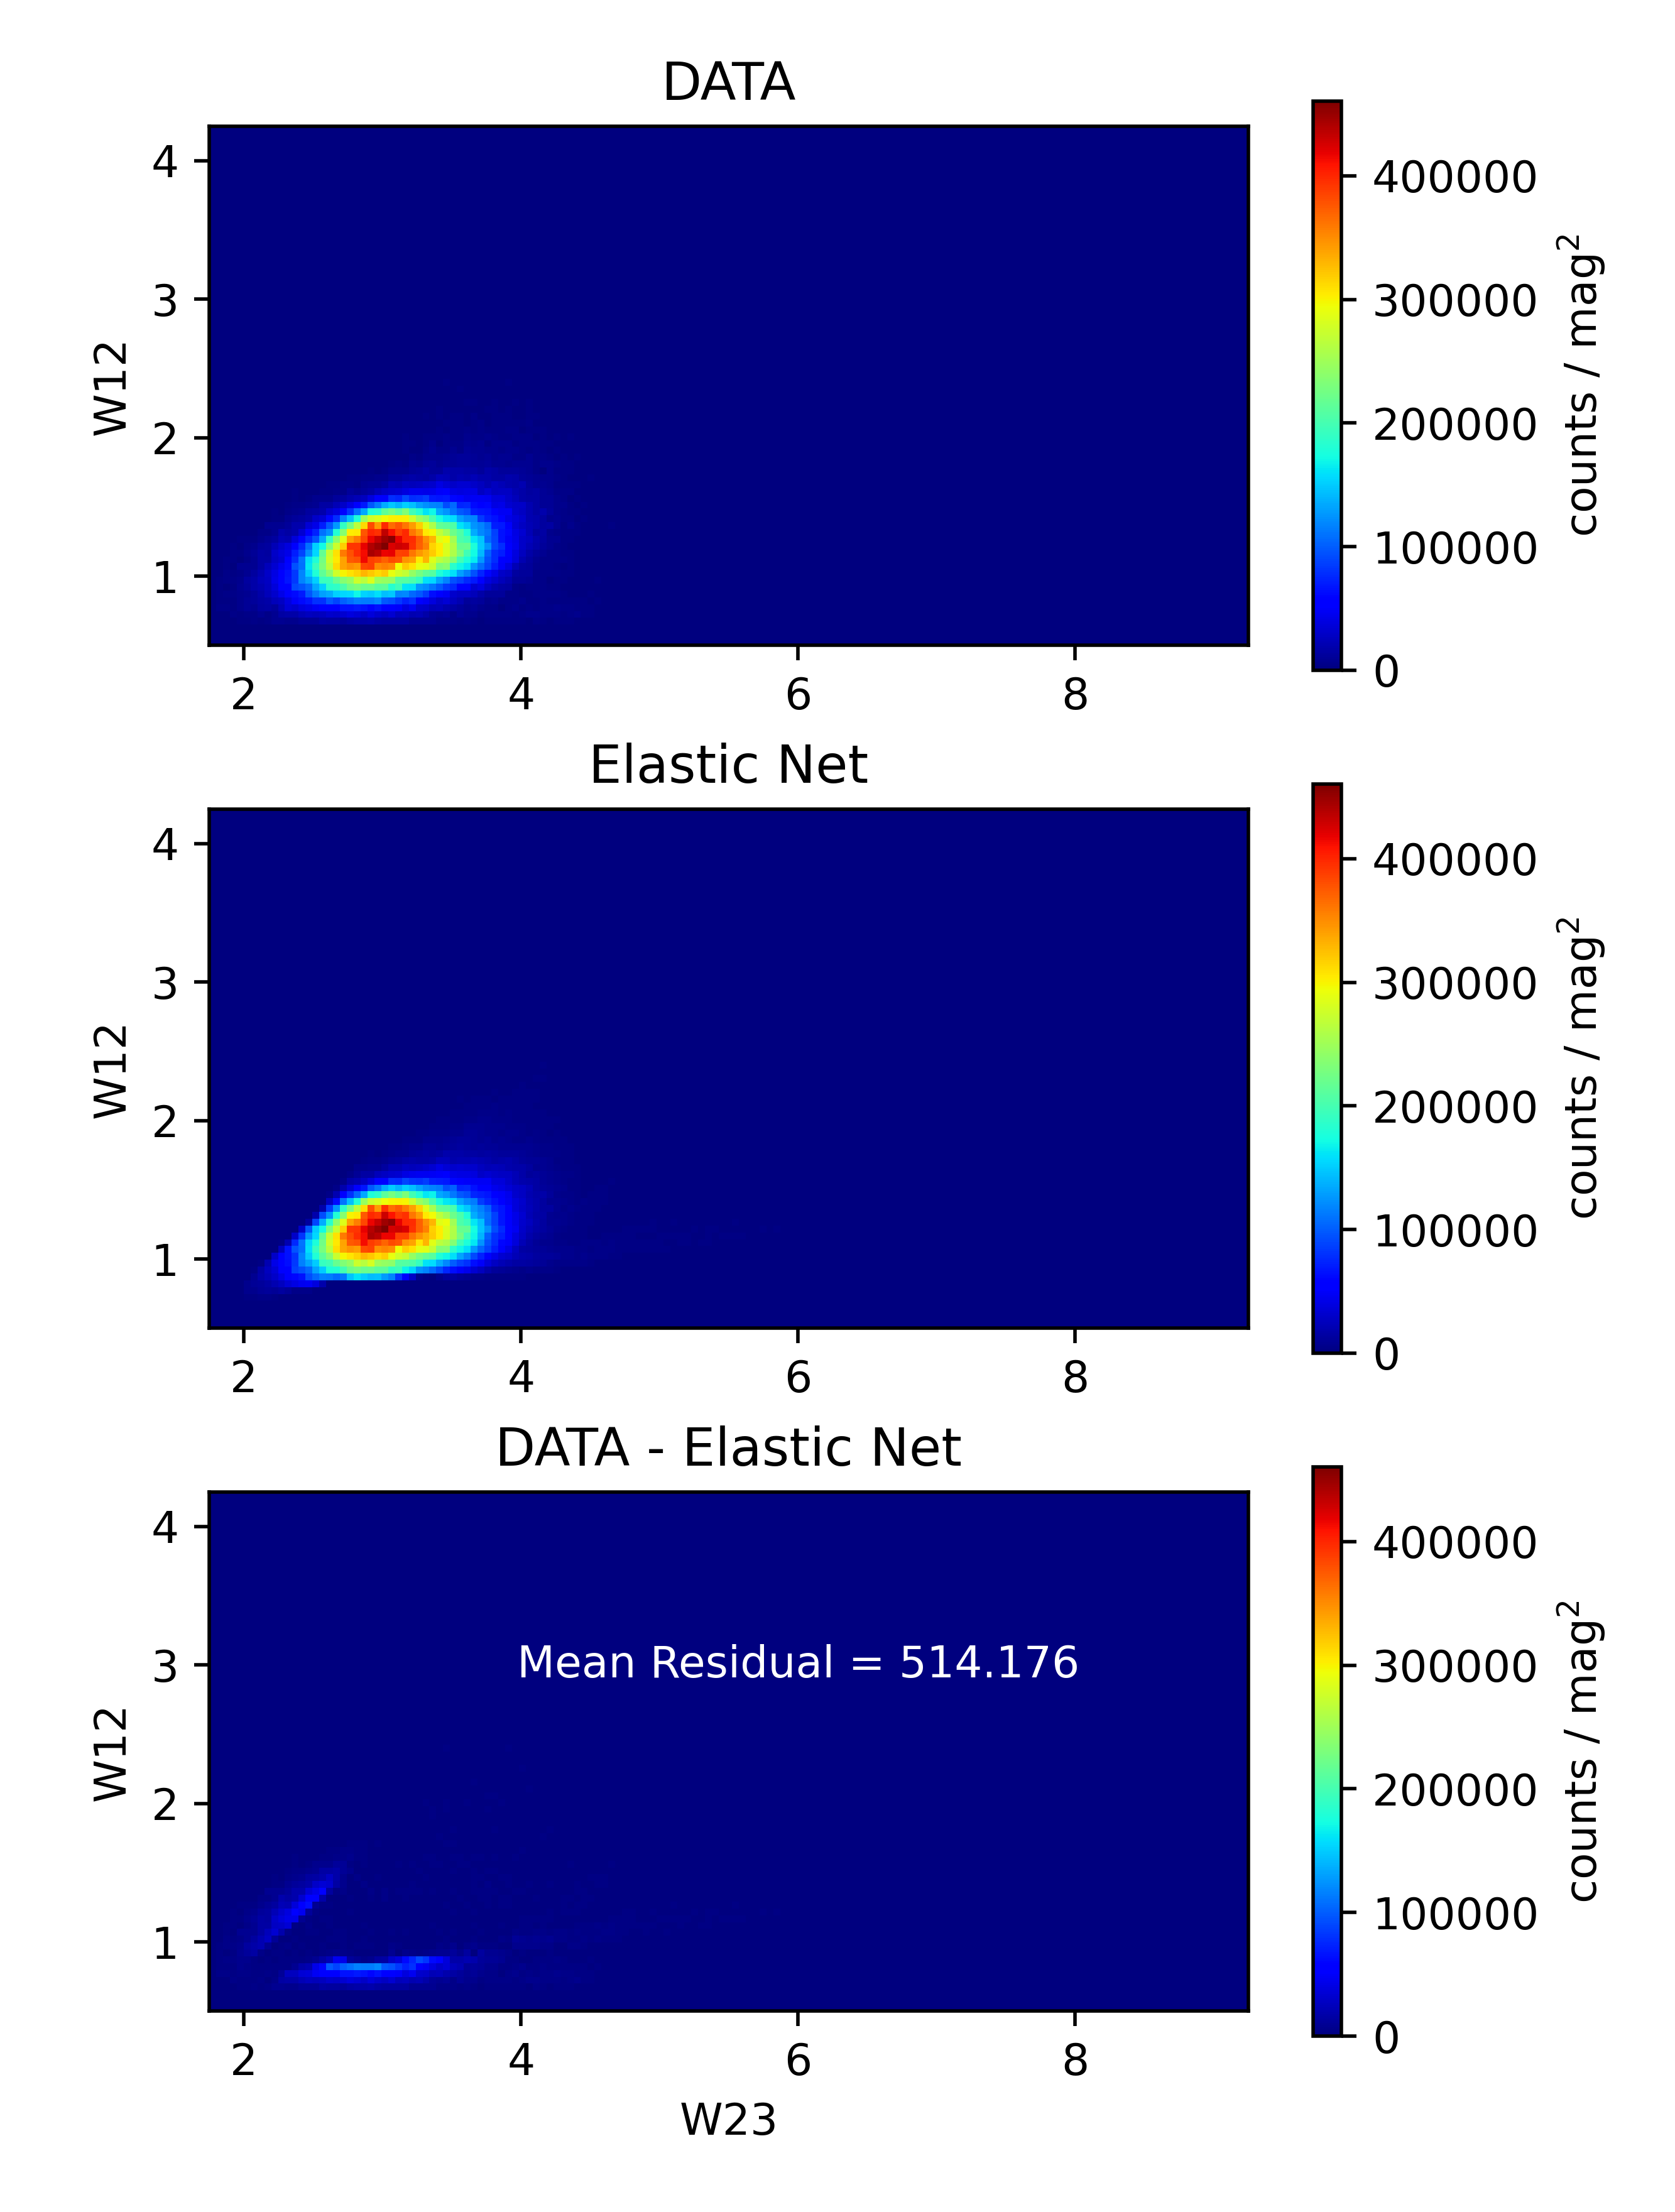 DATA
4
3
2
1
W12
2 4 6 8
400000
300000
200000
100000
0
counts / mag²
Elastic Net
4
3
2
1
W12
2 4 6 8
400000
300000
200000
100000
0
counts / mag²
DATA - Elastic Net
Mean Residual = 514.176
4
3
2
1
W12
2 4 6 8
W23
400000
300000
200000
100000
0
counts / mag²